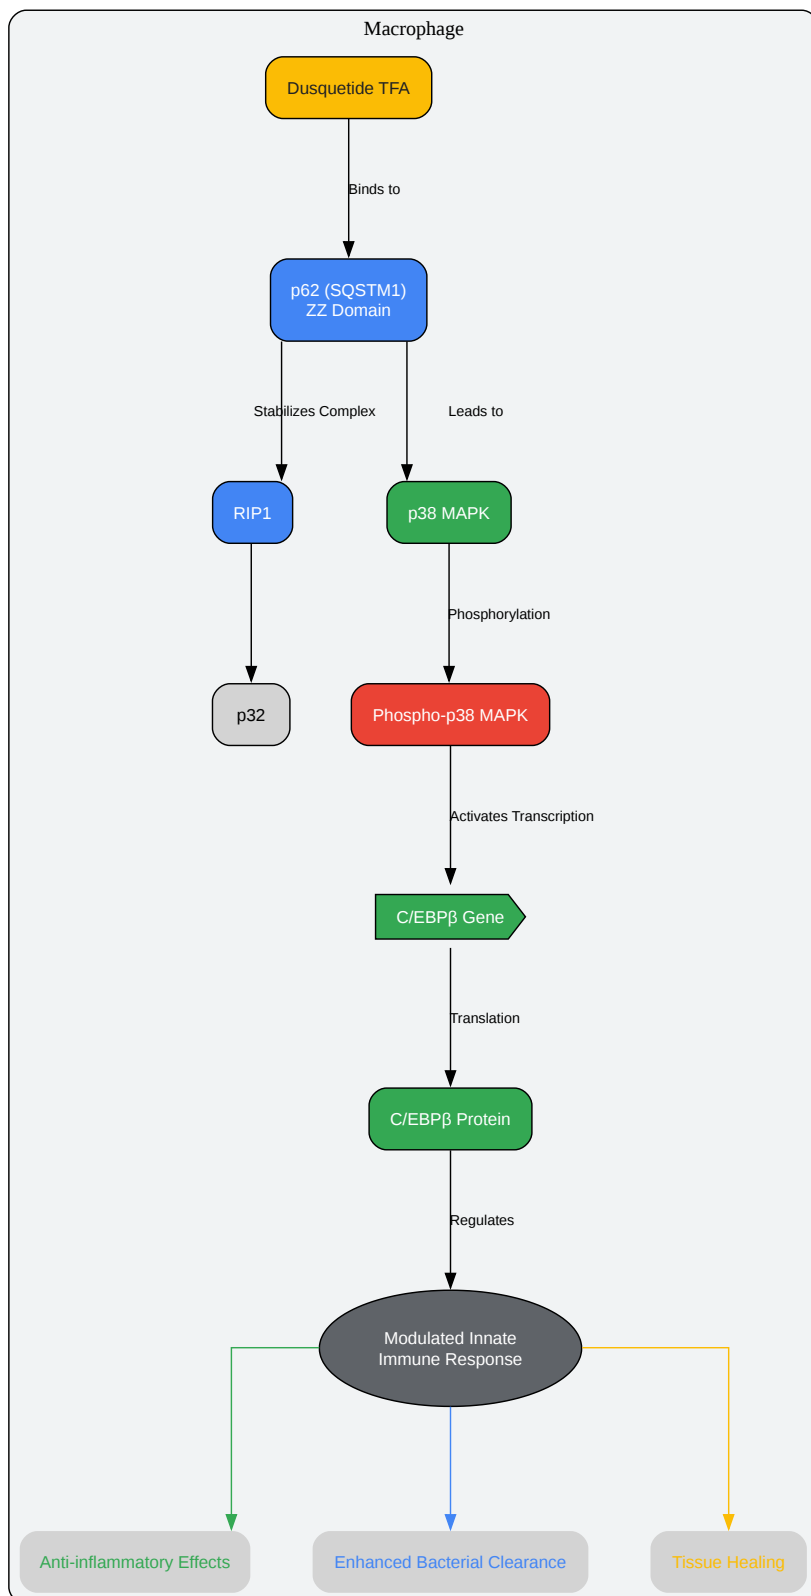 Macrophage
Dusquetide TFA
Binds to
p62 (SQSTM1)
ZZ Domain
Stabilizes Complex
Leads to
RIP1
p38 MAPK
Phosphorylation
p32
Phospho-p38 MAPK
Activates Transcription
C/EBPβ Gene
Translation
C/EBPβ Protein
Regulates
Modulated Innate
Immune Response
Anti-inflammatory Effects
Enhanced Bacterial Clearance
Tissue Healing